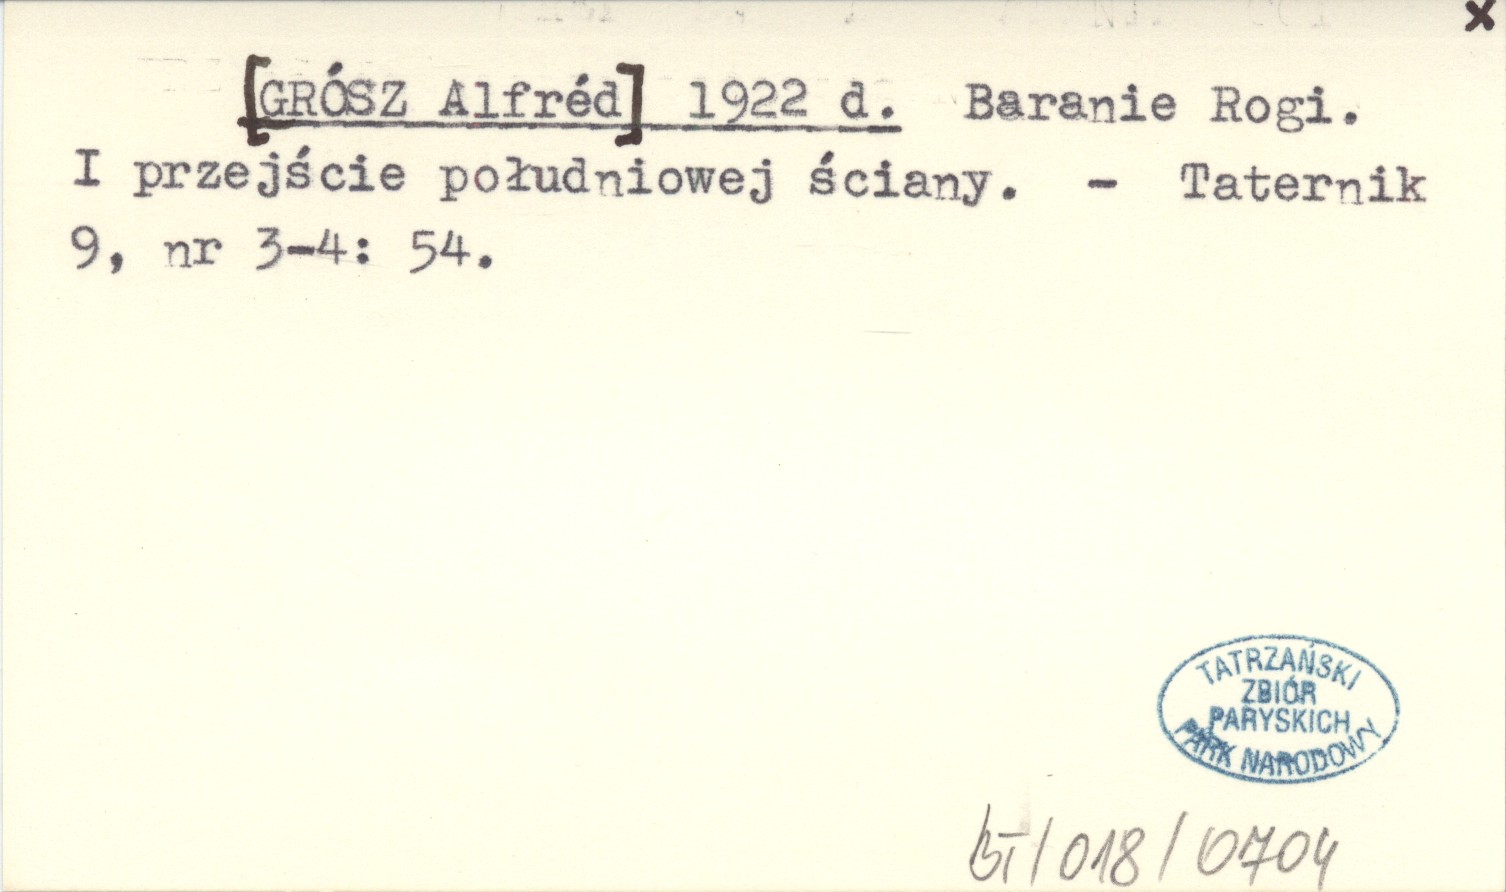 x
[GRÓSZ Alfréd] 1922 d. Baranie Rogi.
I przejście południowej ściany. - Taternik
9, nr 3-4: 54.
TATRZAŃSKI
ZBIÓR
PARYSKICH
PARK NARODOWY
BT/018/0704